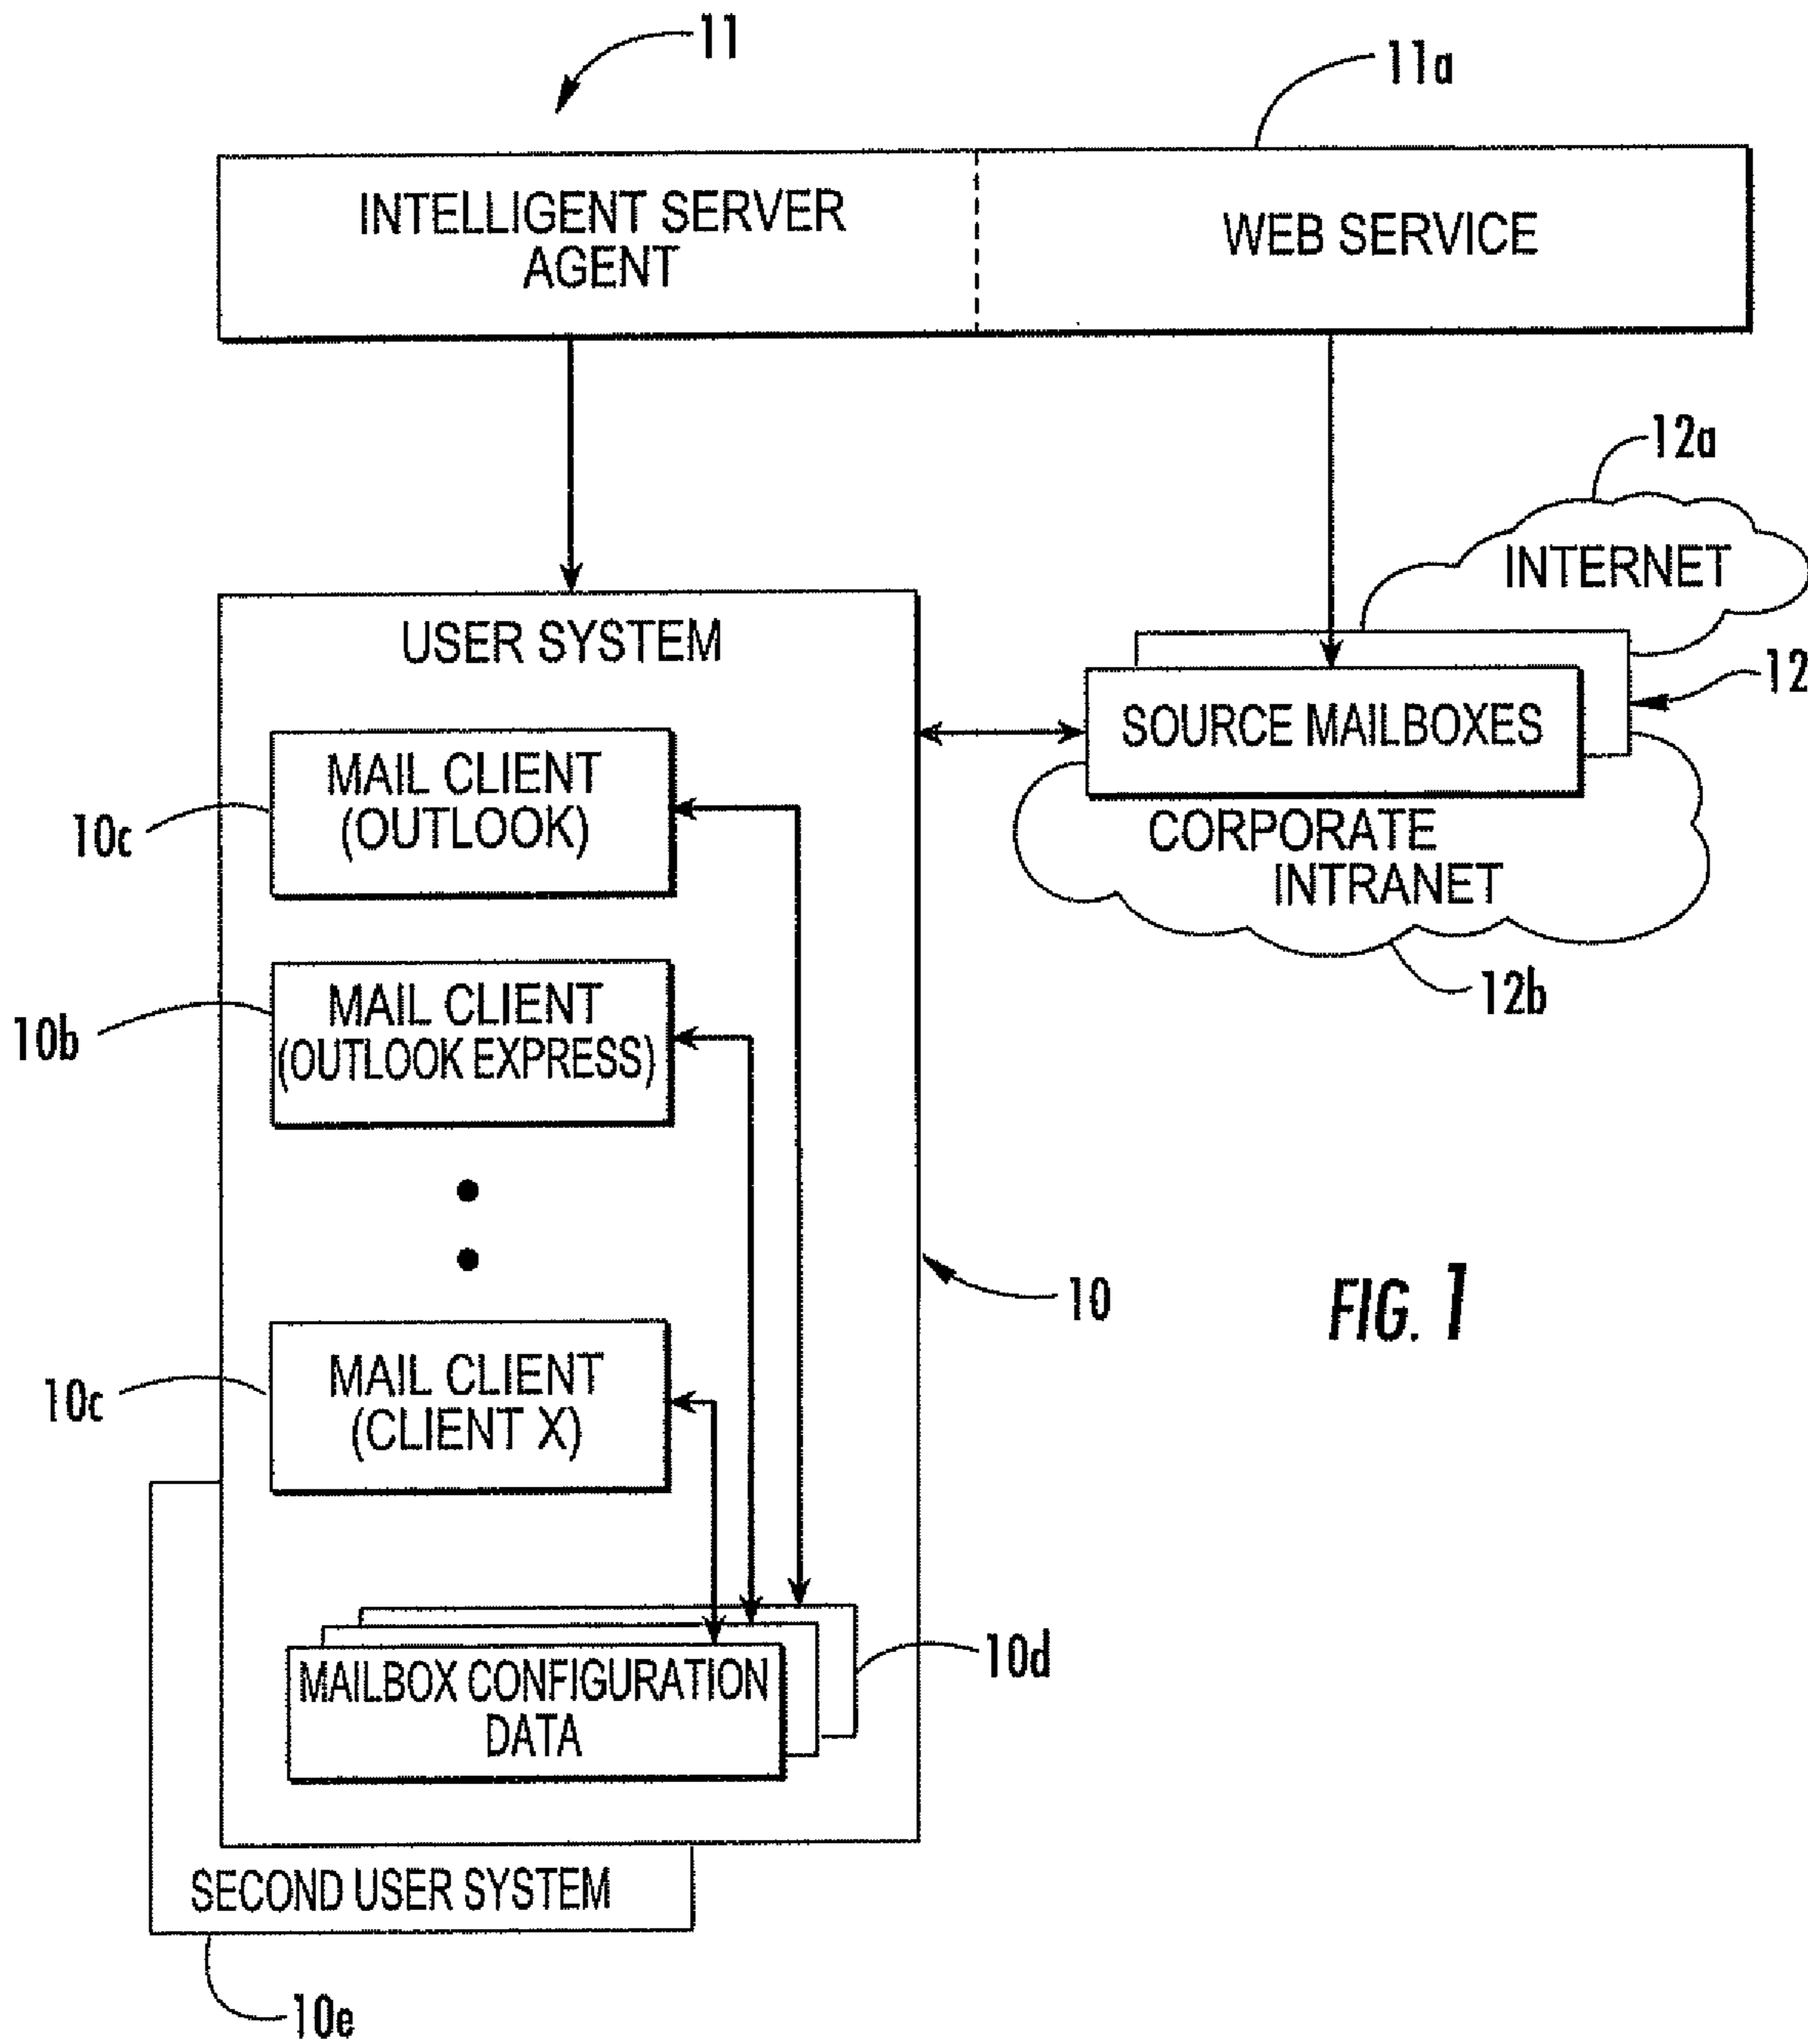 11
11a
INTELLIGENT SERVER
AGENT
WEB SERVICE
12a
INTERNET
USER SYSTEM
12
SOURCE MAILBOXES
MAIL CLIENT
(OUTLOOK)
10c
CORPORATE
INTRANET
12b
MAIL CLIENT
(OUTLOOK EXPRESS)
10b
10
FIG. 1
MAIL CLIENT
(CLIENT X)
10c
10d
MAILBOX CONFIGURATION
DATA
SECOND USER SYSTEM
10e